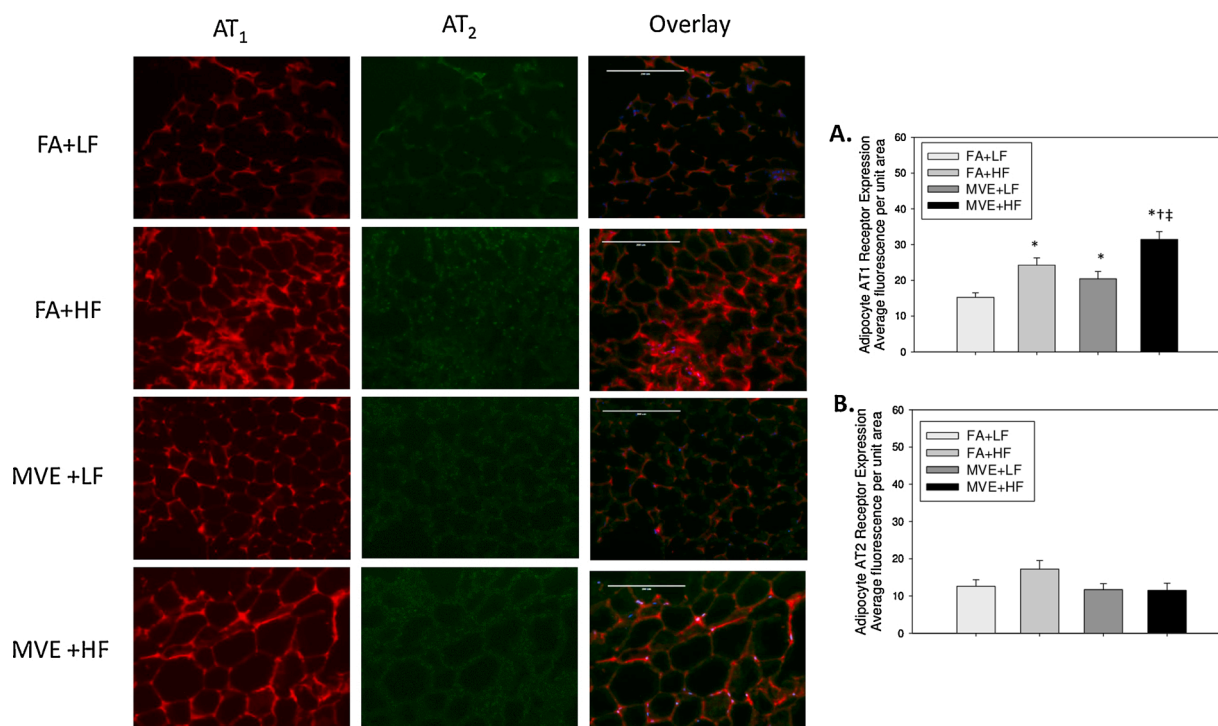 AT1
AT2
Overlay
FA+LF
FA+HF
MVE +LF
MVE +HF
A.
Adipocyte AT1 Receptor Expression
Average fluorescence per unit area
60
50
40
30
20
10
0
FA+LF
FA+HF
MVE+LF
MVE+HF
*
*
*†‡
B.
Adipocyte AT2 Receptor Expression
Average fluorescence per unit area
60
50
40
30
20
10
0
FA+LF
FA+HF
MVE+LF
MVE+HF